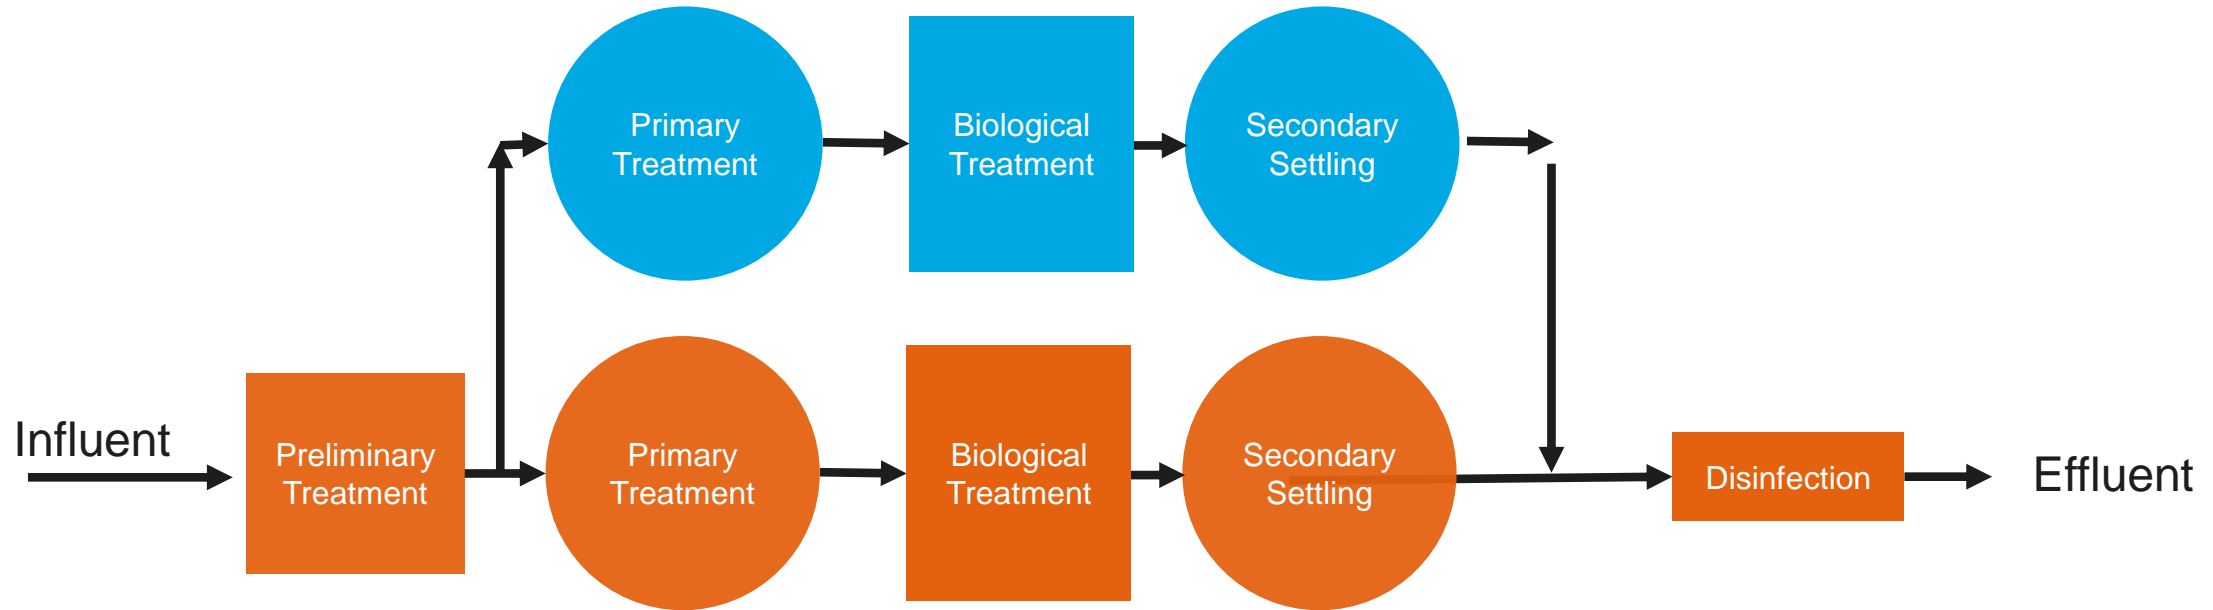 Primary
Treatment
Biological
Treatment
Secondary
Settling
Influent
Preliminary
Treatment
Primary
Treatment
Biological
Treatment
Secondary
Settling
Disinfection
Effluent